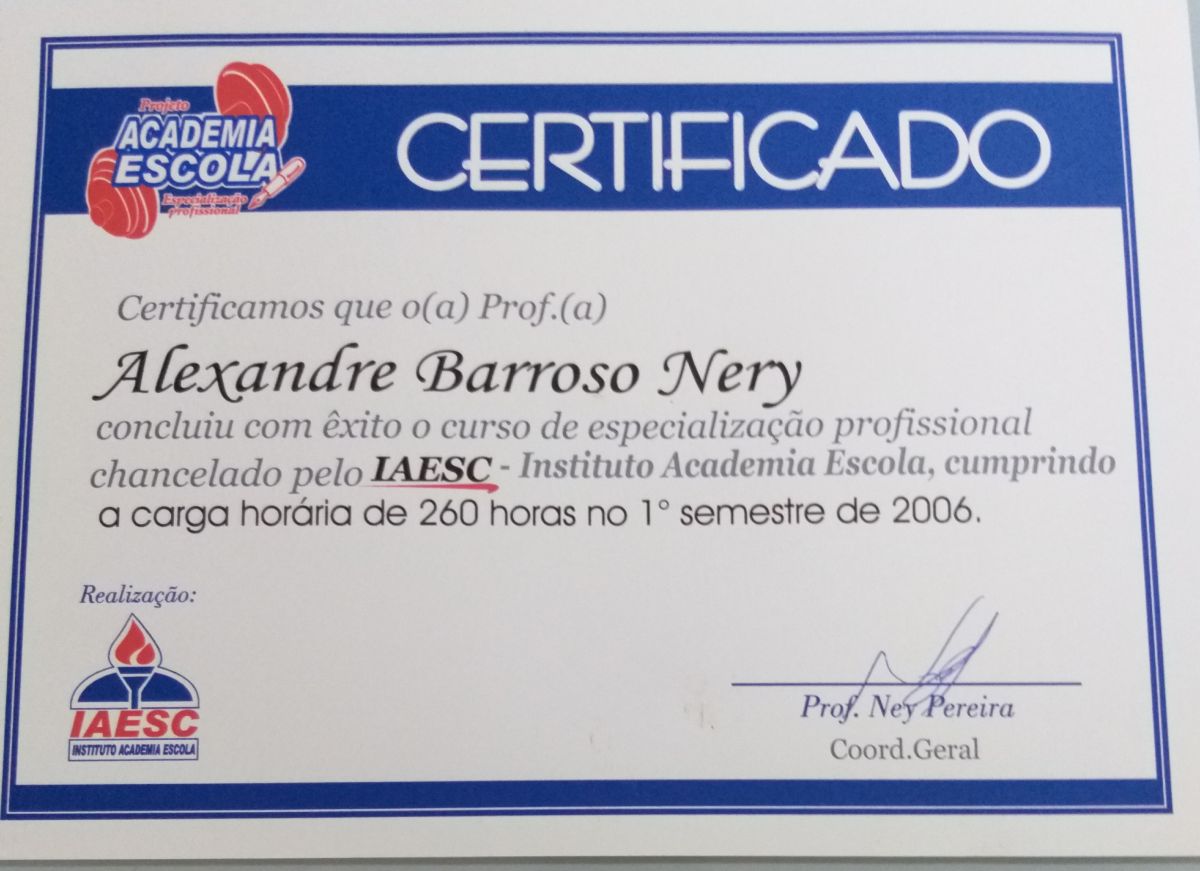 Projeto
ACADEMIA
ESCOLA
Especialização
profissional
CERTIFICADO
Certificamos que o(a) Prof.(a)
Alexandre Barroso Nery
concluiu com êxito o curso de especialização profissional
chancelado pelo IAESC - Instituto Academia Escola, cumprindo
a carga horária de 260 horas no 1° semestre de 2006.
Realização:
IAESC
INSTITUTO ACADEMIA ESCOLA
Prof. Ney Pereira
Coord.Geral